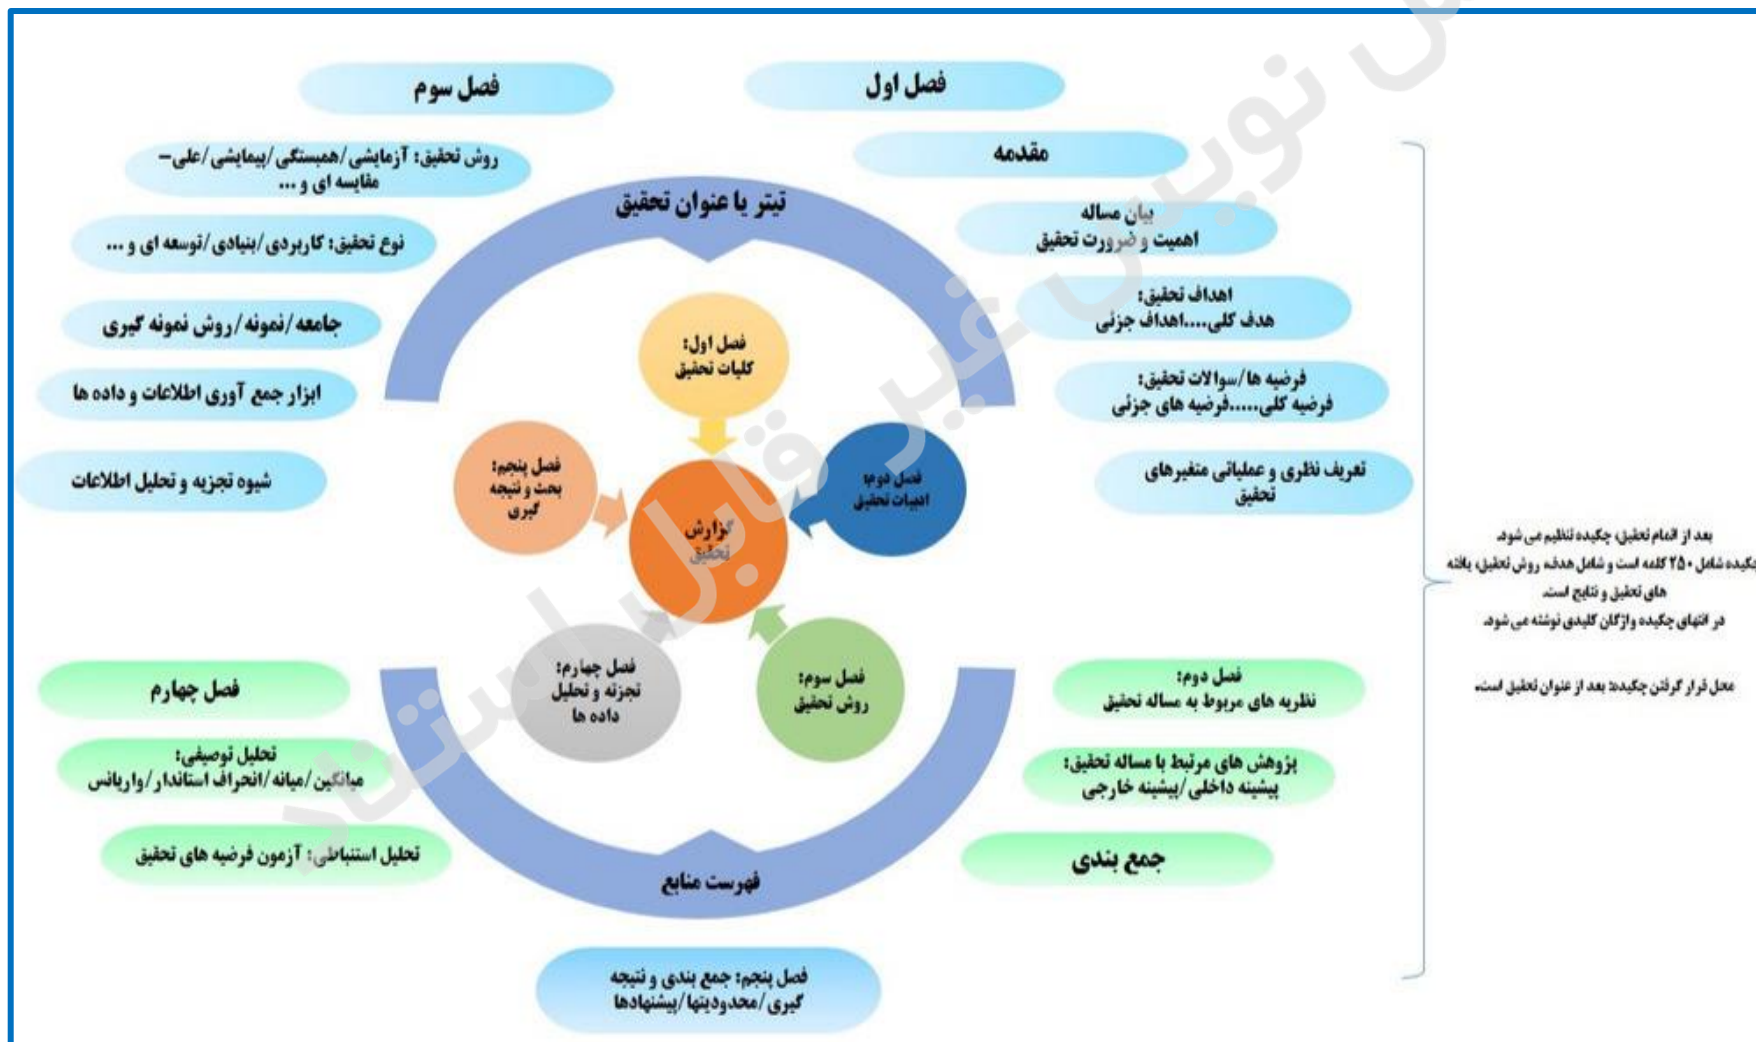 فصل اول
مقدمه
بیان مساله
اهمیت و ضرورت تحقیق
اهداف تحقیق:
هدف کلی....اهداف جزئی
فرضیه ها/سوالات تحقیق:
فرضیه کلی.....فرضیه های جزئی
تعریف نظری و عملیاتی متغیرهای
تحقیق
فصل دوم:
نظریه های مربوط به مساله تحقیق
پژوهش های مرتبط با مساله تحقیق:
پیشینه داخلی/پیشینه خارجی
جمع بندی
فصل سوم
روش تحقیق: آزمایشی/همبستگی/پیمایشی/علی–
مقایسه ای و ...
نوع تحقیق: کاربردی/بنیادی/توسعه ای و ...
جامعه/نمونه/روش نمونه گیری
ابزار جمع آوری اطلاعات و داده ها
شیوه تجزیه و تحلیل اطلاعات
فصل چهارم
تحلیل توصیفی:
میانگین/میانه/انحراف استاندار/واریانس
تحلیل استنباطی: آزمون فرضیه های تحقیق
فصل پنجم: جمع بندی و نتیجه
گیری/محدودیتها/پیشنهادها
تیتر یا عنوان تحقیق
فصل اول:
کلیات تحقیق
فصل دوم:
ادبیات تحقیق
فصل سوم:
روش تحقیق
فصل چهارم:
تجزته و تحلیل
داده ها
فصل پنجم:
بحث و نتیجه
گیری
گزارش
تحقیق
فهرست منابع
بعد از اتمام تحقیق، چکیده تنظیم می شود.
چکیده شامل ۲۵۰ کلمه است و شامل هدف، روش تحقیق، یافته
های تحقیق و نتایج است.
در انتهای چکیده واژگان کلیدی نوشته می شود.
محل قرار گرفتن چکیده: بعد از عنوان تحقیق است.
نویس غیر قابل استناد